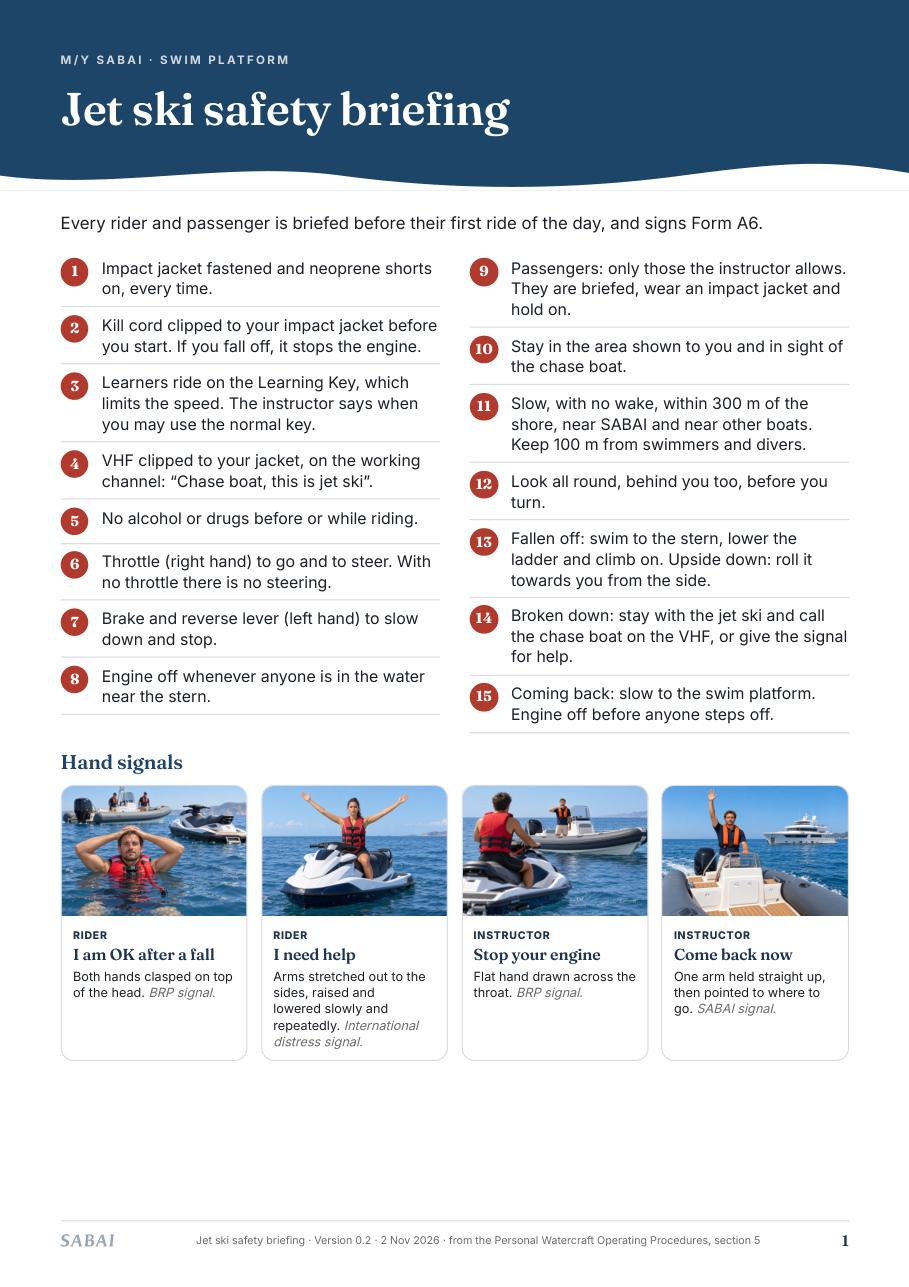 M/Y SABAI · SWIM PLATFORM
Jet ski safety briefing
Every rider and passenger is briefed before their first ride of the day, and signs Form A6.
1 Impact jacket fastened and neoprene shorts
on, every time.
2 Kill cord clipped to your impact jacket before
you start. If you fall off, it stops the engine.
3 Learners ride on the Learning Key, which
limits the speed. The instructor says when
you may use the normal key.
4 VHF clipped to your jacket, on the working
channel: “Chase boat, this is jet ski”.
5 No alcohol or drugs before or while riding.
6 Throttle (right hand) to go and to steer. With
no throttle there is no steering.
7 Brake and reverse lever (left hand) to slow
down and stop.
8 Engine off whenever anyone is in the water
near the stern.
9 Passengers: only those the instructor allows.
They are briefed, wear an impact jacket and
hold on.
10 Stay in the area shown to you and in sight of
the chase boat.
11 Slow, with no wake, within 300 m of the
shore, near SABAI and near other boats.
Keep 100 m from swimmers and divers.
12 Look all round, behind you too, before you
turn.
13 Fallen off: swim to the stern, lower the
ladder and climb on. Upside down: roll it
towards you from the side.
14 Broken down: stay with the jet ski and call
the chase boat on the VHF, or give the signal
for help.
15 Coming back: slow to the swim platform.
Engine off before anyone steps off.
Hand signals
RIDER
I am OK after a fall
Both hands clasped on top
of the head. BRP signal.
RIDER
I need help
Arms stretched out to the
sides, raised and
lowered slowly and
repeatedly. International
distress signal.
INSTRUCTOR
Stop your engine
Flat hand drawn across the
throat. BRP signal.
INSTRUCTOR
Come back now
One arm held straight up,
then pointed to where to
go. SABAI signal.
SABAI
Jet ski safety briefing · Version 0.2 · 2 Nov 2026 · from the Personal Watercraft Operating Procedures, section 5
1